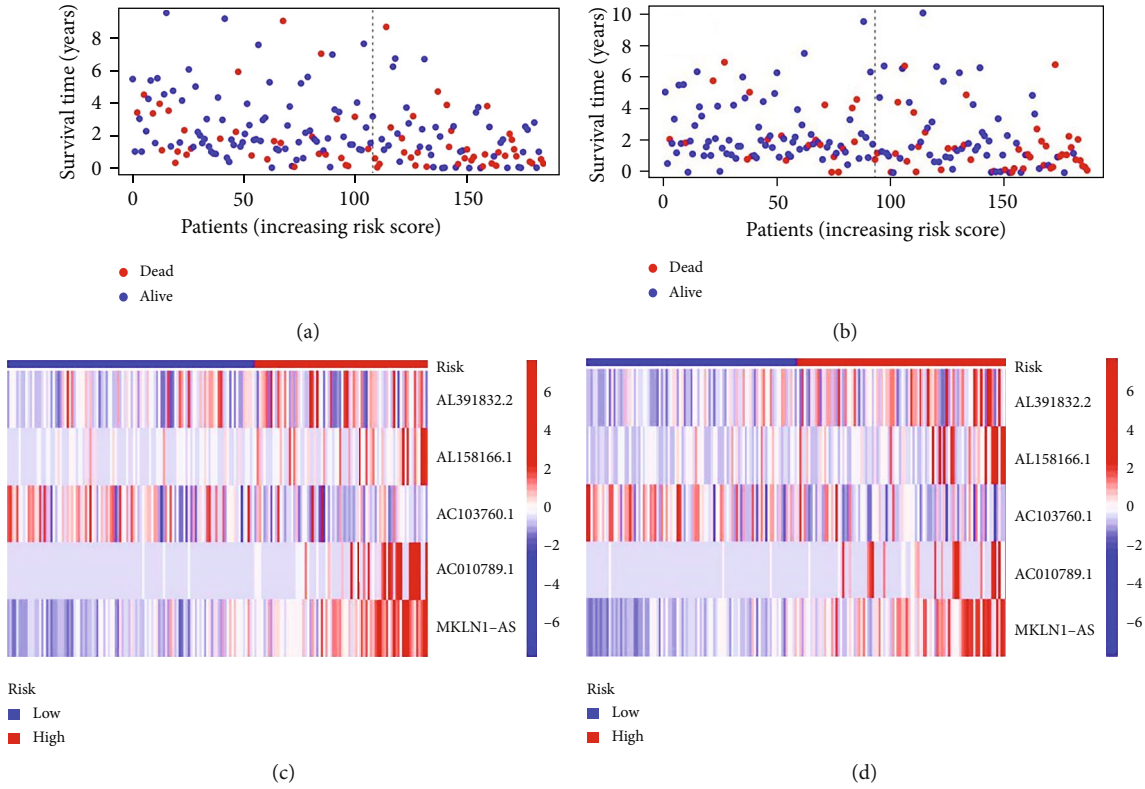 Survival time (years)
8
6
4
2
0
0 50 100 150
Patients (increasing risk score)
Dead
Alive
(a)
Survival time (years)
10
8
6
4
2
0
0 50 100 150
Patients (increasing risk score)
Dead
Alive
(b)
Risk
AL391832.2
AL158166.1
AC103760.1
AC010789.1
MKLN1–AS
6
4
2
0
–2
–4
–6
Risk
Low
High
(c)
Risk
AL391832.2
AL158166.1
AC103760.1
AC010789.1
MKLN1–AS
6
4
2
0
–2
–4
–6
Risk
Low
High
(d)